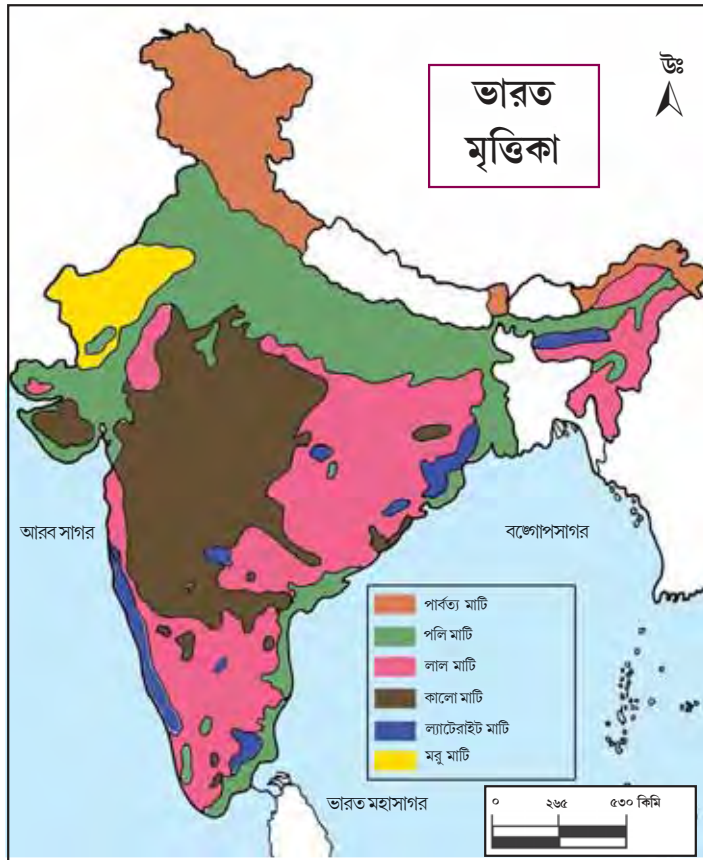 ভারত
মৃত্তিকা
উঃ
আরব সাগর
বঙ্গোপসাগর
পার্বত্য মাটি
পলি মাটি
লাল মাটি
কালো মাটি
ল্যাটেরাইট মাটি
মরু মাটি
ভারত মহাসাগর
০ ২৬৫ ৫৩০ কিমি